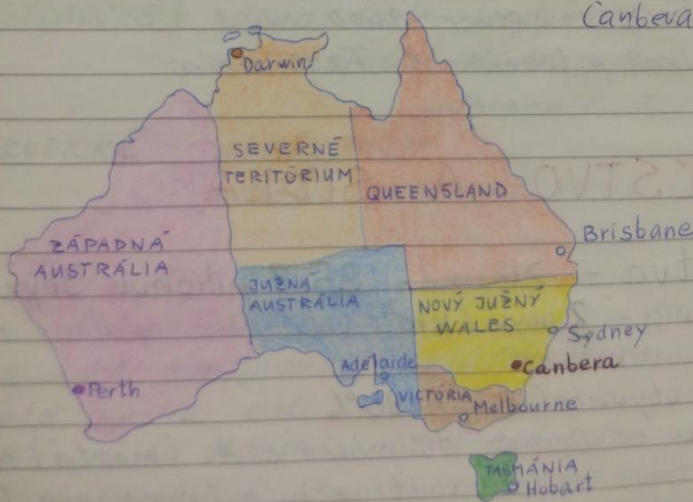 Canbera
Darwin
SEVERNÉ
TERITÓRIUM
QUEENSLAND
ZÁPADNÁ
AUSTRÁLIA
Brisbane
JUŽNÁ
AUSTRÁLIA
NOVÝ JUŽNÝ
WALES
Sydney
Adelaide
Canbera
Perth
VICTORIA
Melbourne
TASMÁNIA
Hobart